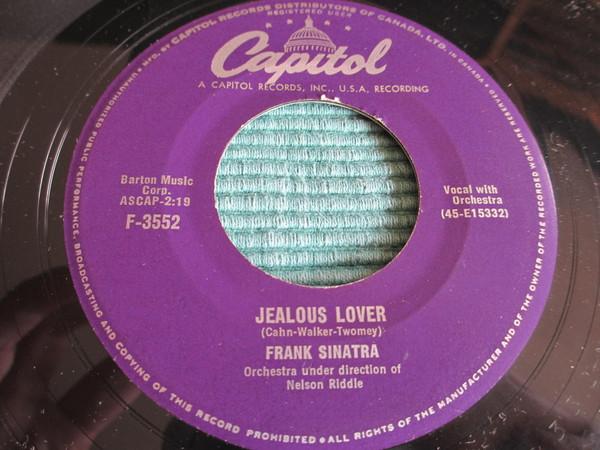 MFD. BY CAPITOL RECORDS DISTRIBUTORS OF CANADA, LTD.
REGISTERED USER
Capitol
A CAPITOL RECORDS, INC., U.S.A. RECORDING
Barton Music
Corp.
ASCAP-2:19
F-3552
Vocal with
Orchestra
(45-E15332)
JEALOUS LOVER
(Cahn-Walker-Twomey)
FRANK SINATRA
Orchestra under direction of
Nelson Riddle
UNAUTHORIZED PUBLIC PERFORMANCE, BROADCASTING AND COPYING OF THIS RECORD PROHIBITED • ALL RIGHTS OF THE MANUFACTURER AND OF THE OWNER OF THE RECORDED WORK ARE RESERVED
IN CANADA